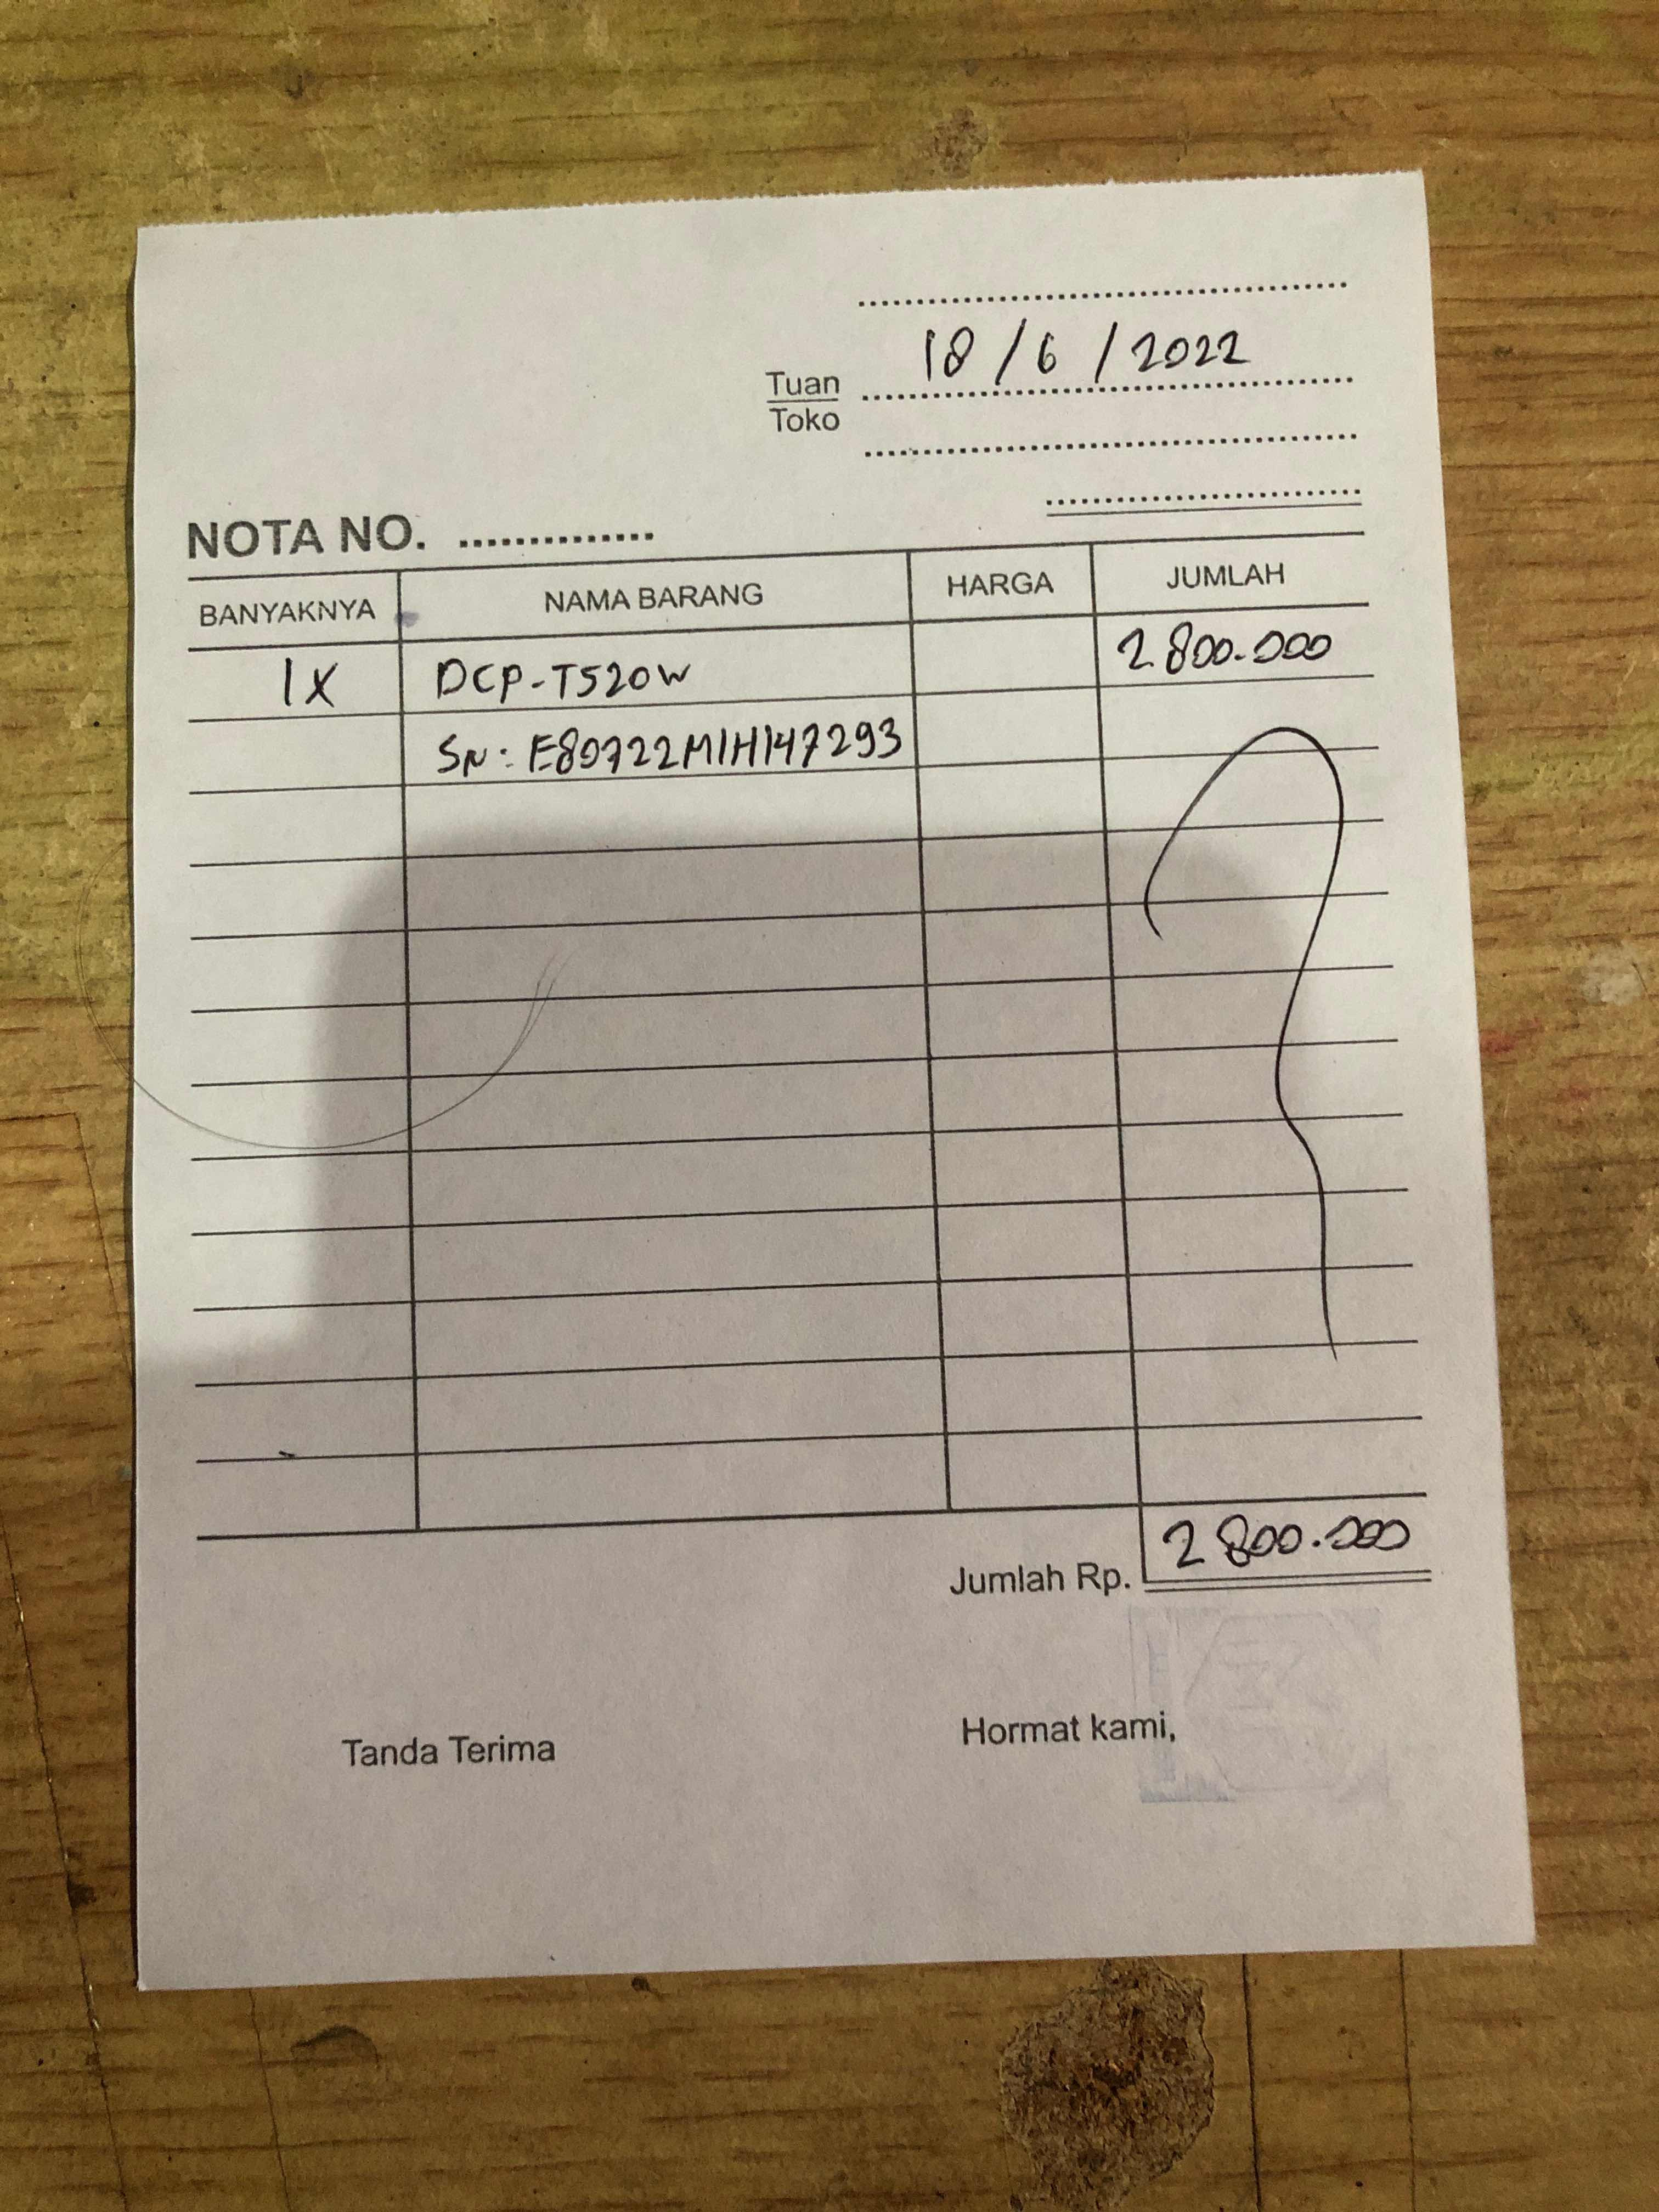 18/6/2022
Tuan
Toko
NOTA NO. ..............
BANYAKNYA NAMA BARANG HARGA JUMLAH
1X DCP-T520W 2.800.000
SN: E80722M1H147293
Jumlah Rp. 2.800.000
Tanda Terima Hormat kami,